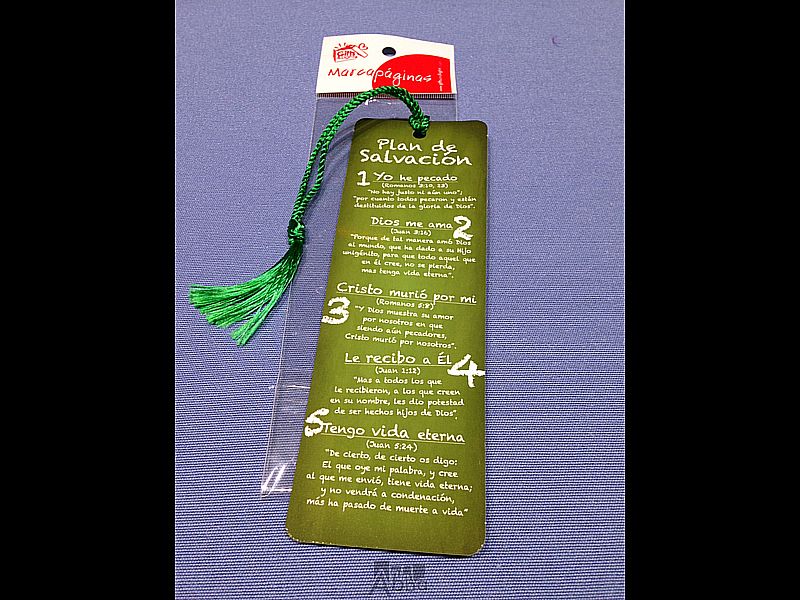 Gifts
Marcapáginas
Plan de
Salvación
1 Yo he pecado
(Romanos 3:10, 23)
"No hay justo ni aún uno";
"por cuanto todos pecaron y están
destituidos de la gloria de Dios".
Dios me ama 2
(Juan 3:16)
"Porque de tal manera amó Dios
al mundo, que ha dado a su Hijo
unigénito, para que todo aquel que
en él cree, no se pierda,
mas tenga vida eterna".
Cristo murió por mi
(Romanos 5:8)
3 "Y Dios muestra su amor
por nosotros en que
siendo aún pecadores,
Cristo murió por nosotros".
Le recibo a Él 4
(Juan 1:12)
"Mas a todos los que
le recibieron, a los que creen
en su nombre, les dio potestad
de ser hechos hijos de Dios".
5 Tengo vida eterna
(Juan 5:24)
"De cierto, de cierto os digo:
El que oye mi palabra, y cree
al que me envió, tiene vida eterna;
y no vendrá a condenación,
más ha pasado de muerte a vida"